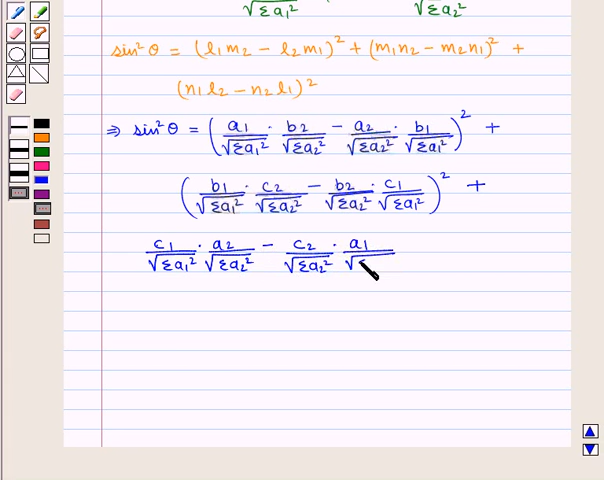 √Σa₁² √Σa₂²
sin²θ = (l₁m₂ − l₂m₁)² + (m₁n₂ − m₂n₁)² +
(n₁l₂ − n₂l₁)²
⇒ sin²θ = (a₁/√Σa₁² · b₂/√Σa₂² − a₂/√Σa₂² · b₁/√Σa₁²)² +
(b₁/√Σa₁² · c₂/√Σa₂² − b₂/√Σa₂² · c₁/√Σa₁²)² +
c₁/√Σa₁² · a₂/√Σa₂² − c₂/√Σa₂² · a₁/√Σ